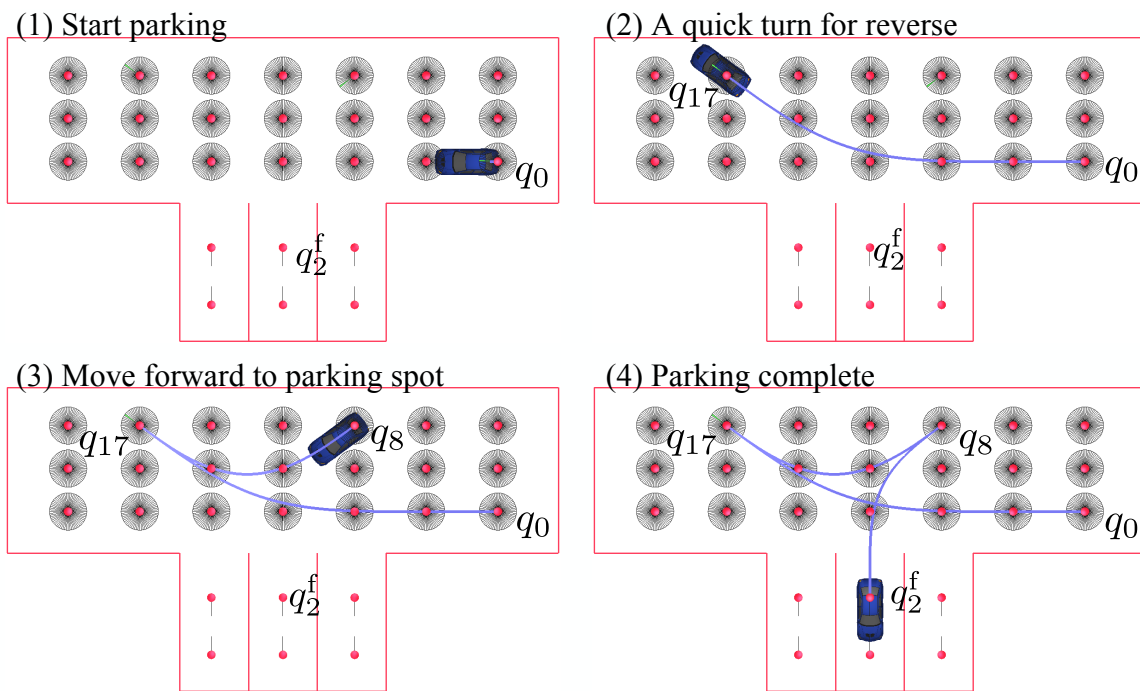 (1) Start parking
q₀
q₂ᶠ
(2) A quick turn for reverse
q₁₇
q₀
q₂ᶠ
(3) Move forward to parking spot
q₁₇
q₈
q₀
q₂ᶠ
(4) Parking complete
q₁₇
q₈
q₀
q₂ᶠ